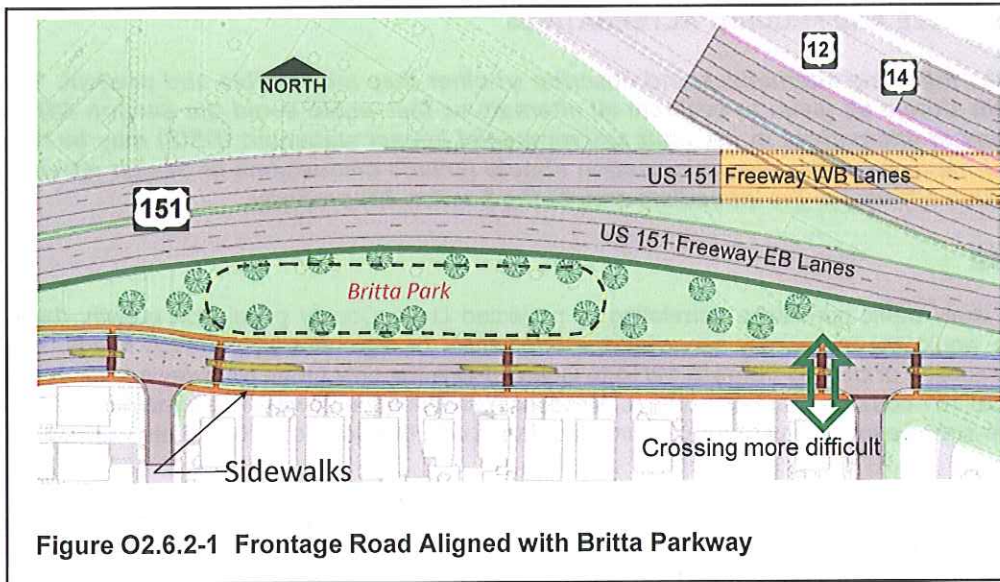 12
14
NORTH
US 151 Freeway WB Lanes
151
US 151 Freeway EB Lanes
Britta Park
Crossing more difficult
Sidewalks
Figure O2.6.2-1 Frontage Road Aligned with Britta Parkway